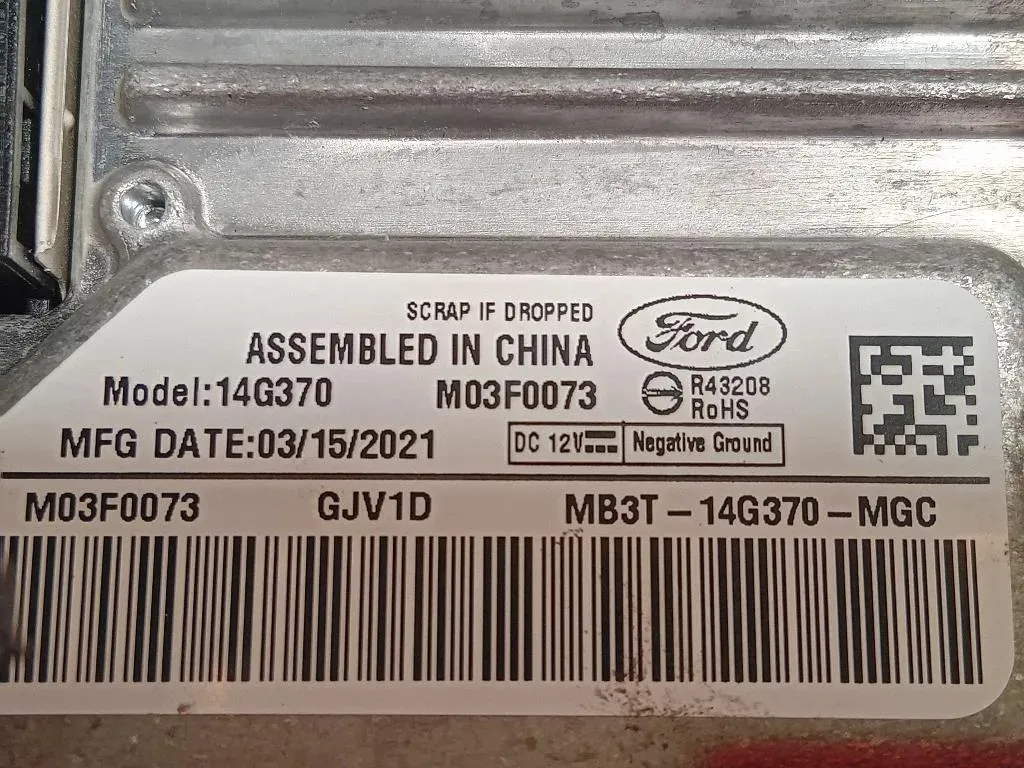 SCRAP IF DROPPED
Ford
ASSEMBLED IN CHINA
Model:14G370 M03F0073 R43208
RoHS
MFG DATE:03/15/2021 DC 12V Negative Ground
M03F0073 GJV1D MB3T-14G370-MGC